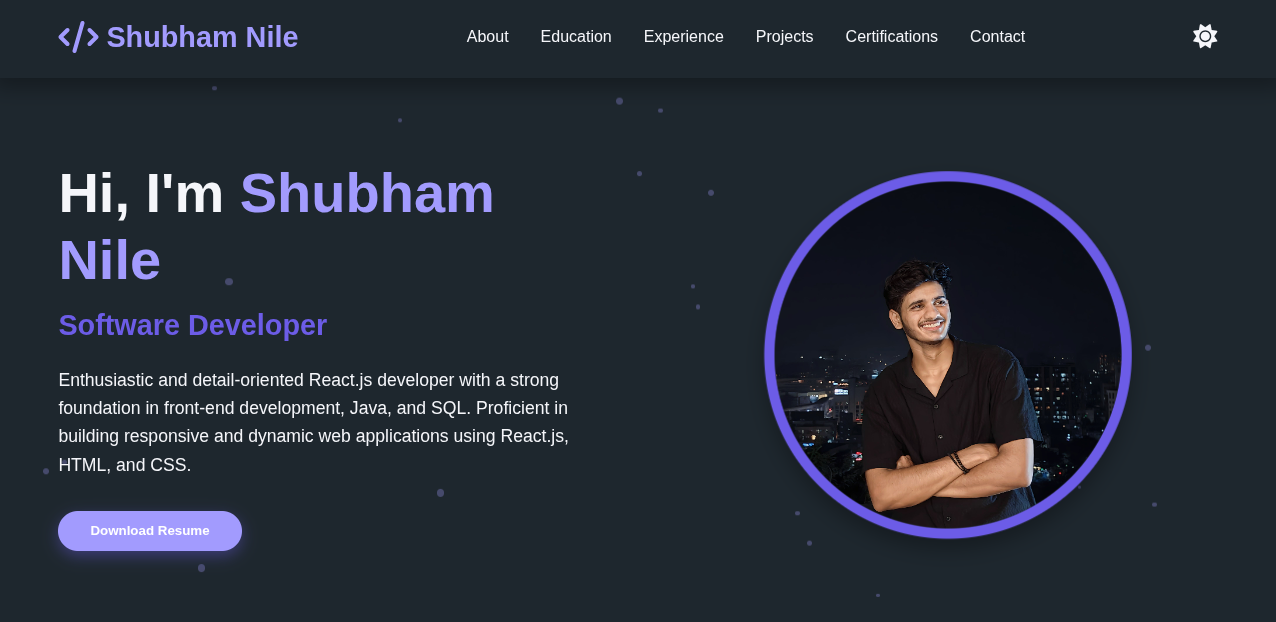 </> Shubham Nile
About Education Experience Projects Certifications Contact
Hi, I'm Shubham
Nile
Software Developer
Enthusiastic and detail-oriented React.js developer with a strong
foundation in front-end development, Java, and SQL. Proficient in
building responsive and dynamic web applications using React.js,
HTML, and CSS.
Download Resume